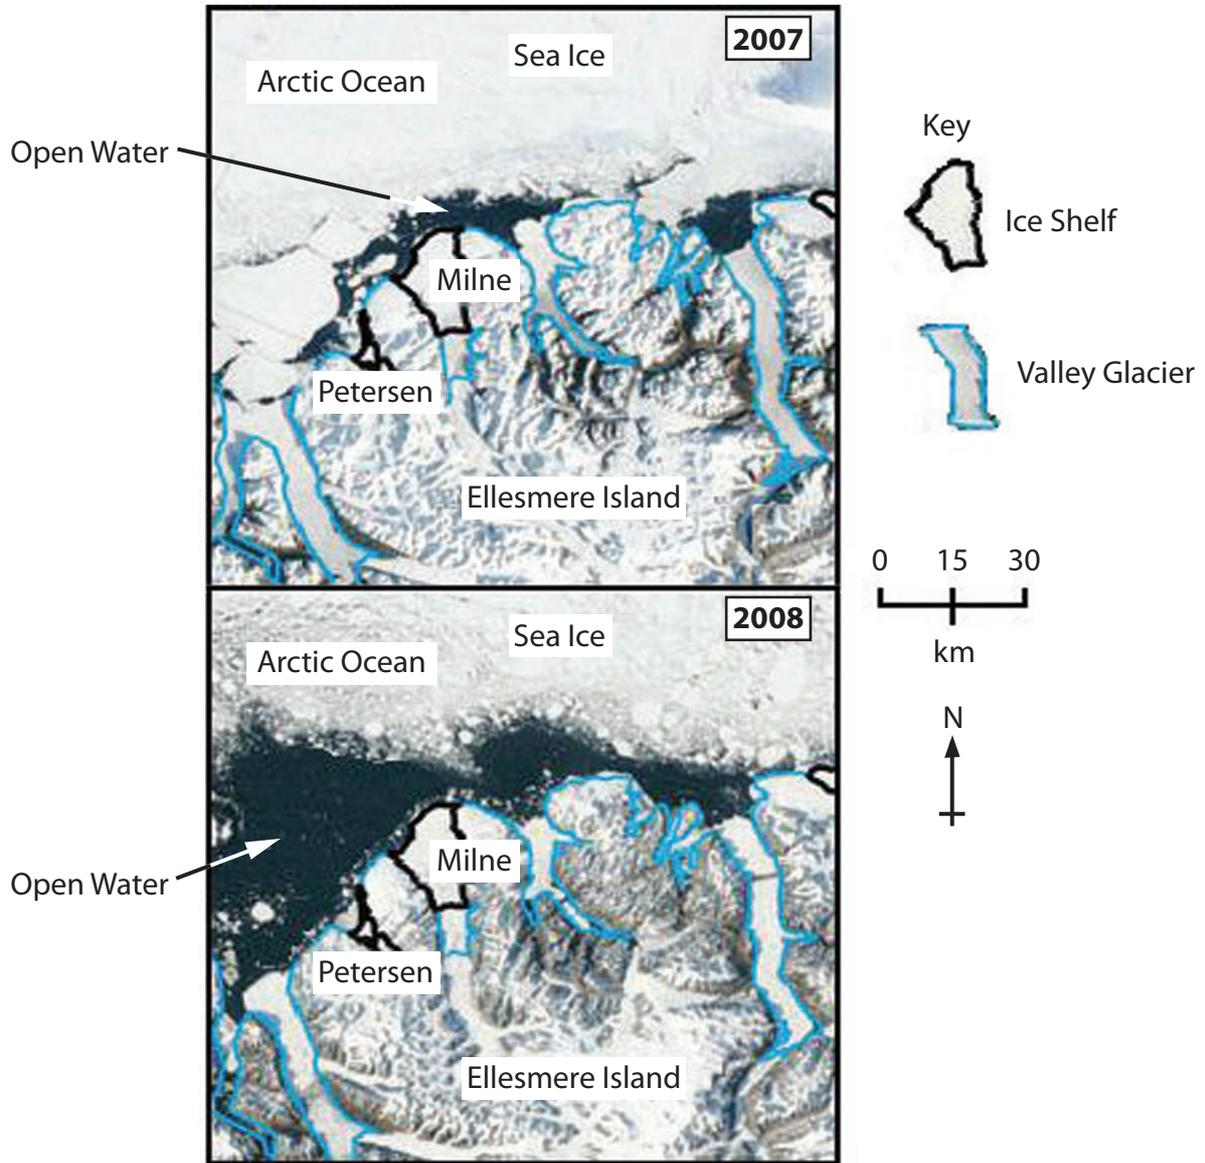 2007
Sea Ice
Arctic Ocean
Open Water
Milne
Petersen
Ellesmere Island
Key
Ice Shelf
Valley Glacier
0 15 30
km
N
2008
Sea Ice
Arctic Ocean
Open Water
Milne
Petersen
Ellesmere Island